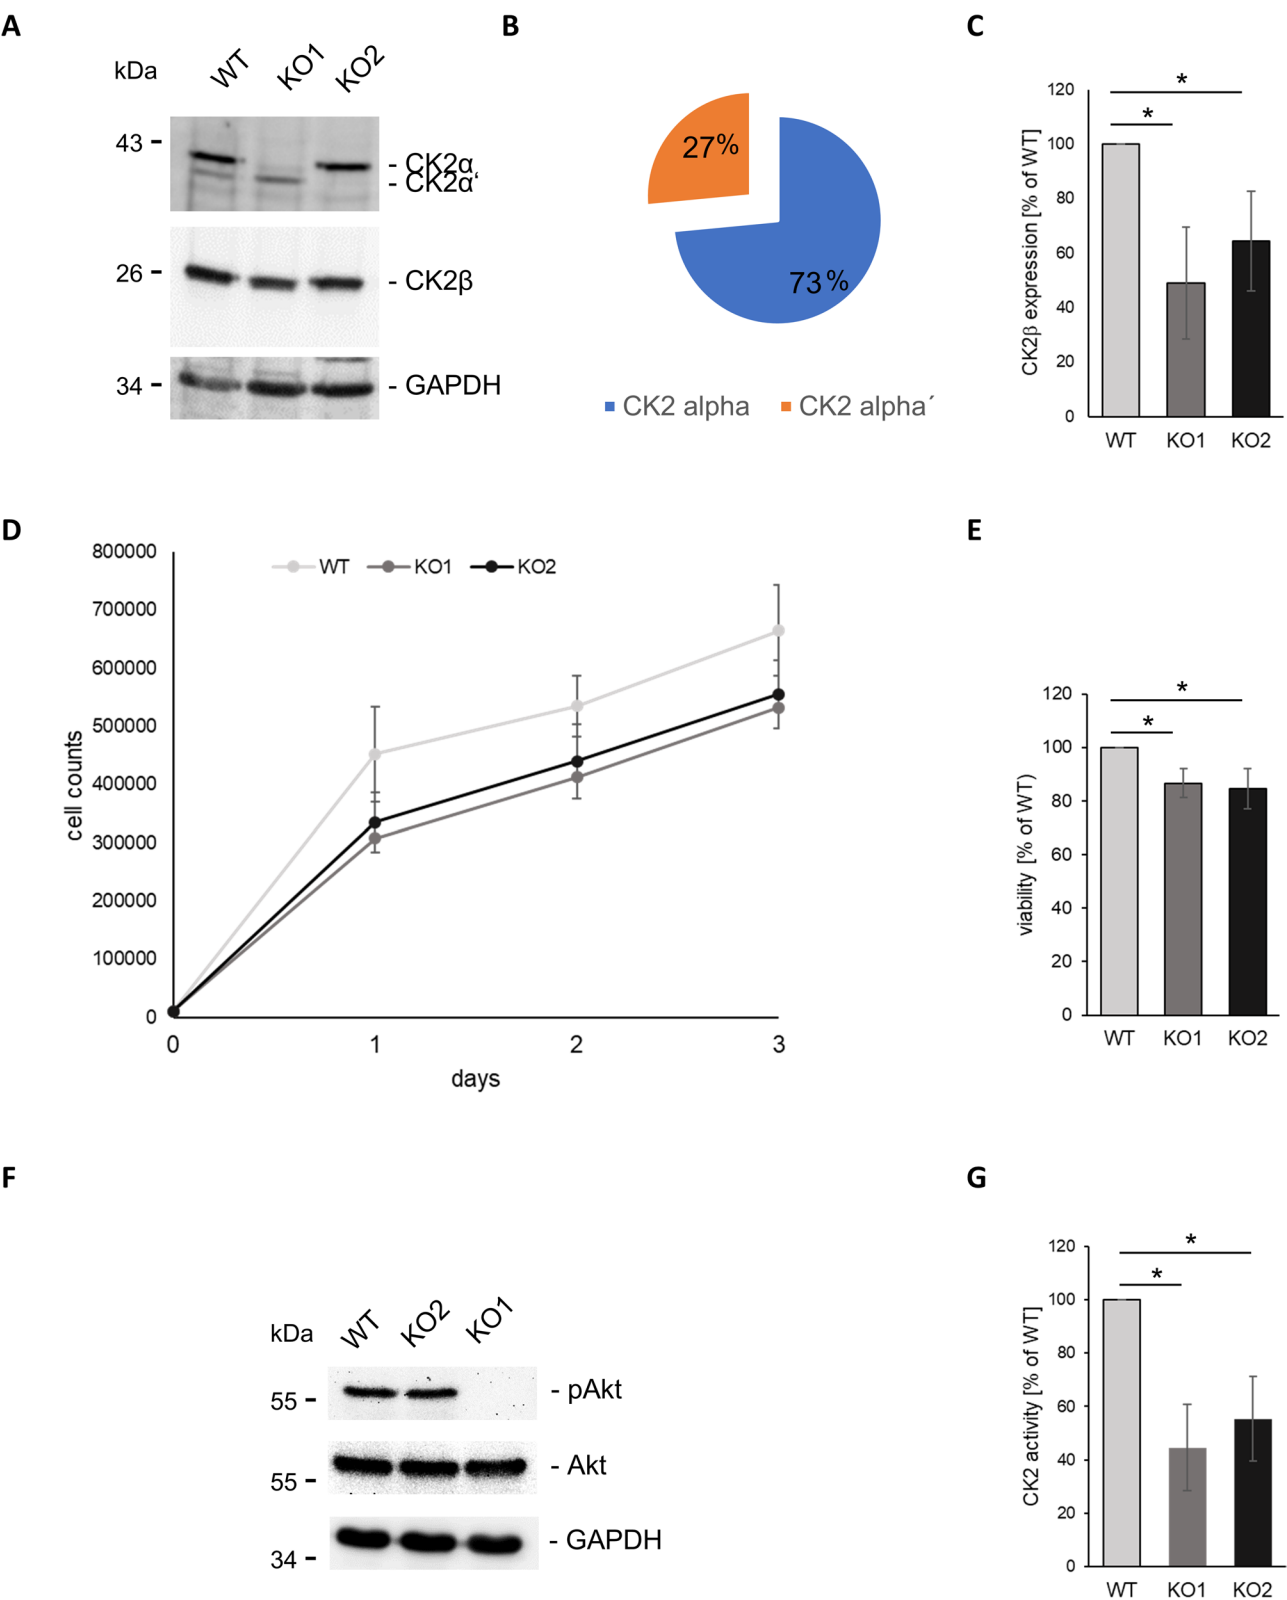 A
kDa
WT
KO1
KO2
43
- CK2α
- CK2α‘
26
- CK2β
34
- GAPDH
B
27%
73%
CK2 alpha
CK2 alpha´
C
CK2β expression [% of WT]
120
100
80
60
40
20
0
WT
KO1
KO2
*
*
D
cell counts
800000
700000
600000
500000
400000
300000
200000
100000
0
WT
KO1
KO2
0
1
2
3
days
E
viability [% of WT)
120
100
80
60
40
20
0
WT
KO1
KO2
*
*
F
kDa
WT
KO2
KO1
55
- pAkt
55
- Akt
34
- GAPDH
G
CK2 activity [% of WT]
120
100
80
60
40
20
0
WT
KO1
KO2
*
*